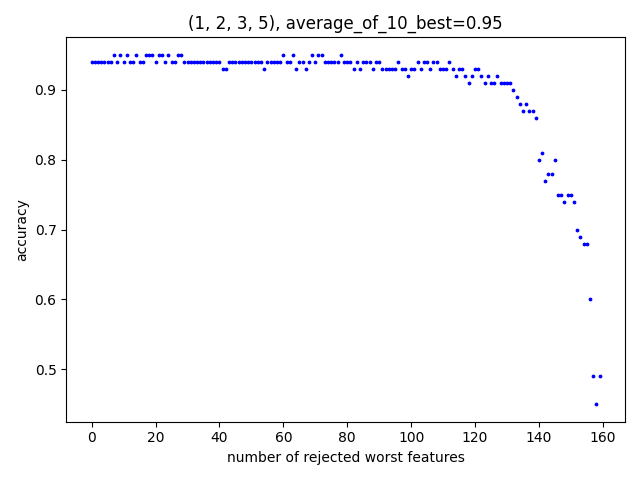 (1, 2, 3, 5), average_of_10_best=0.95
accuracy
0.9
0.8
0.7
0.6
0.5
0 20 40 60 80 100 120 140 160
number of rejected worst features